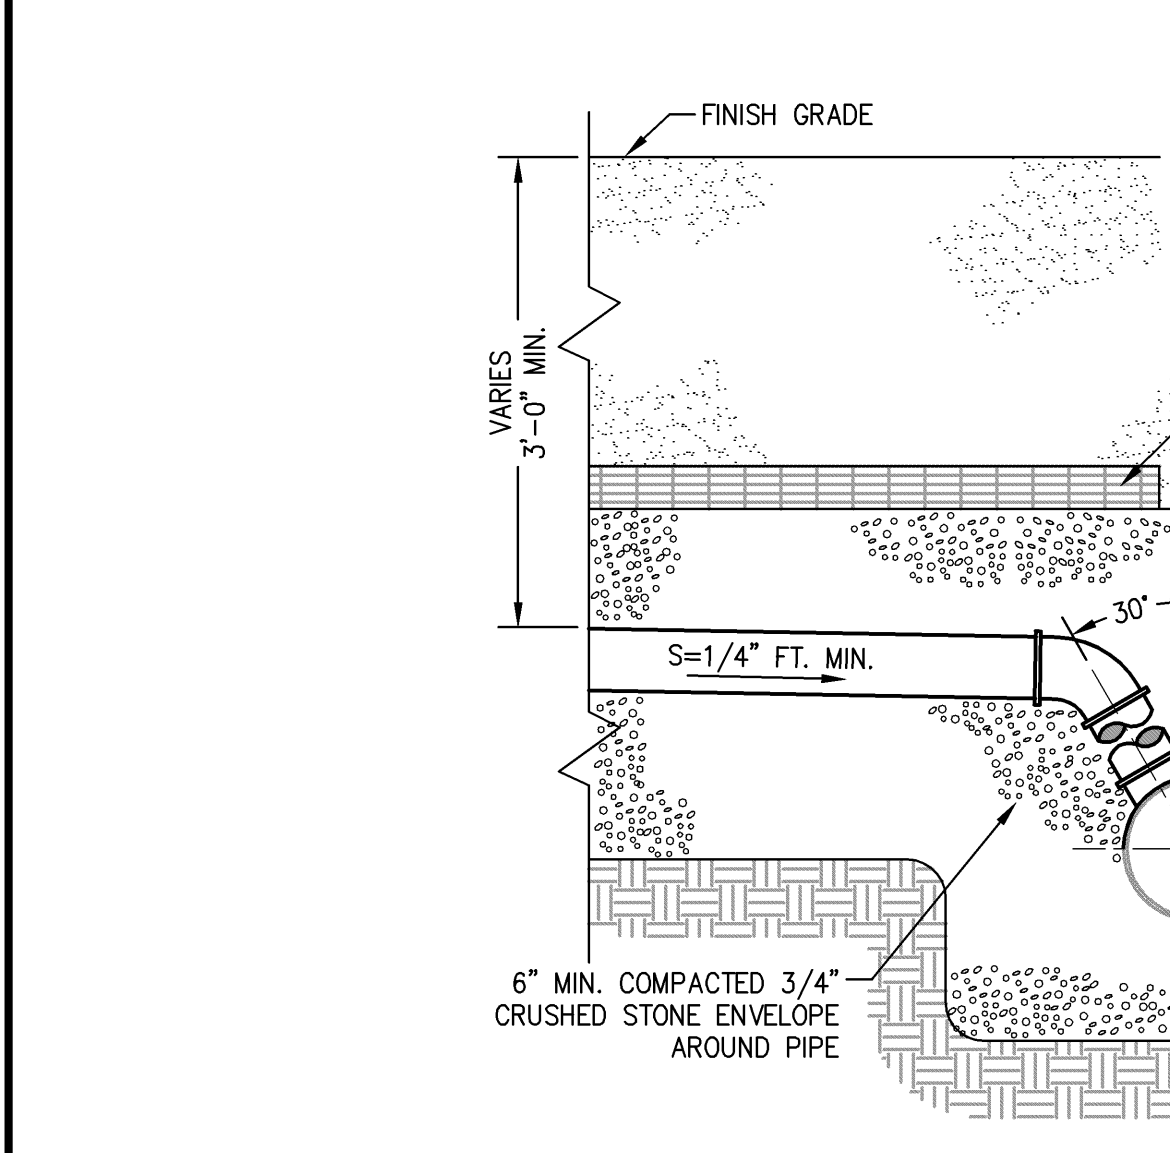 FINISH GRADE
VARIES
3'-0" MIN.
30°
S=1/4" FT. MIN.
6" MIN. COMPACTED 3/4"
CRUSHED STONE ENVELOPE
AROUND PIPE